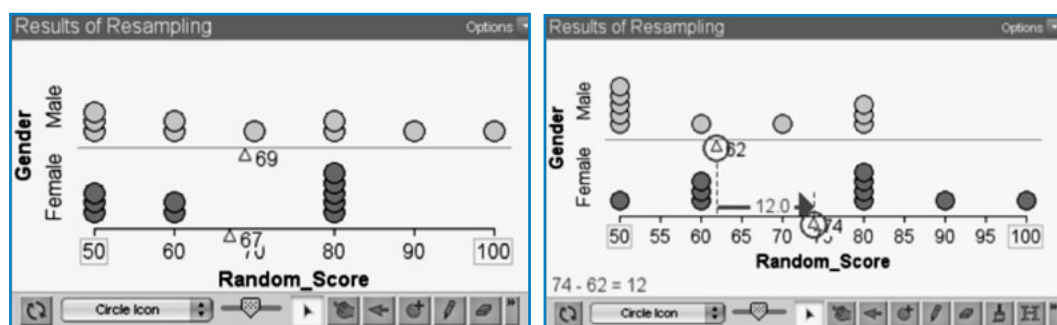 Results of Resampling Options
Gender
Male
Female
69
67
50 60 70 80 90 100
Random_Score
Circle Icon
Results of Resampling Options
Gender
Male
Female
62
12.0
74
50 55 60 65 70 75 80 85 90 95 100
Random_Score
74 - 62 = 12
Circle Icon